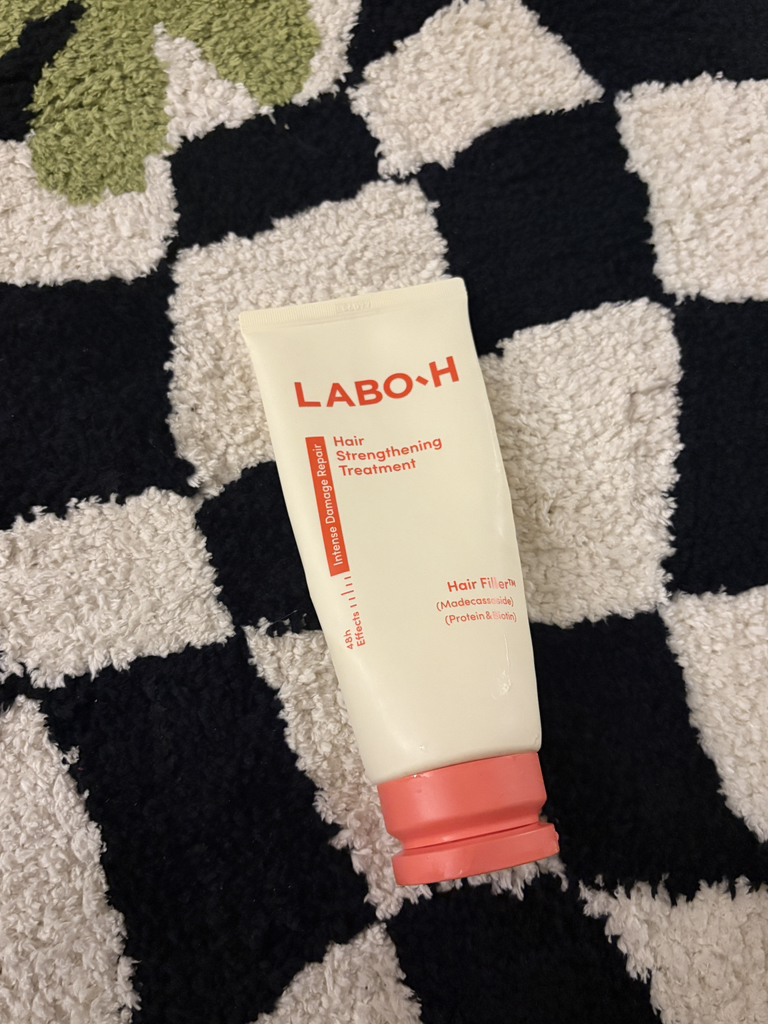 LABO-H
Hair
Strengthening
Treatment
Intense Damage Repair
48h
Effects
Hair Filler™
(Madecassoside)
(Protein & Biotin)